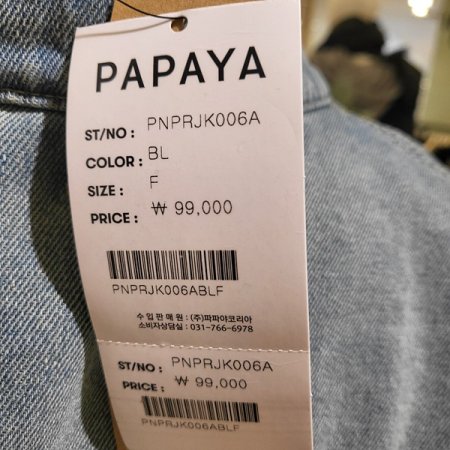 PAPAYA
ST/NO : PNPRJK006A
COLOR : BL
SIZE : F
PRICE : ₩ 99,000
PNPRJK006ABLF
수 입 판 매 원 : (주)파파야코리아
소비자상담실 : 031-766-6978
ST/NO : PNPRJK006A
PRICE : ₩ 99,000
PNPRJK006ABLF